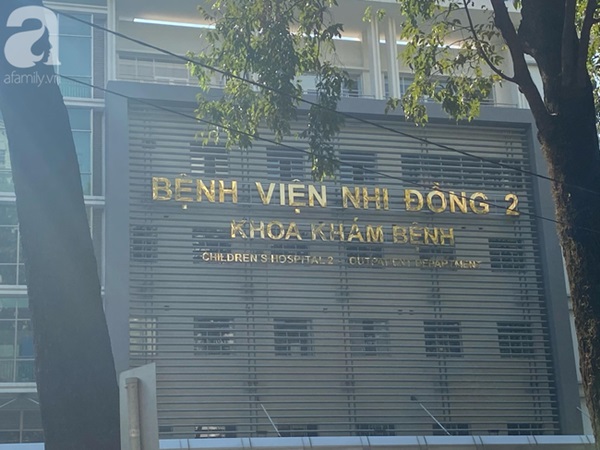 a
afamily.vn
BỆNH VIỆN NHI ĐỒNG 2
KHOA KHÁM BỆNH
CHILDREN'S HOSPITAL 2 OUTPATIENT DEPARTMENT